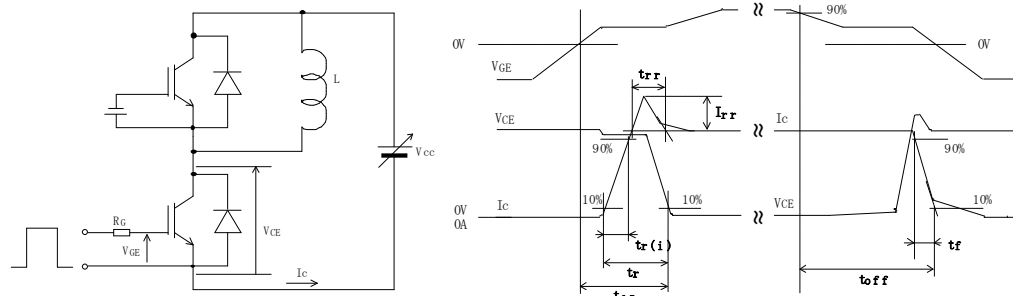 L
Vcc
RG
VGE
VCE
Ic
0V
VGE
trr
Irr
VCE
90%
10%
Ic
10%
0V
0A
tr(i)
tr
90%
0V
Ic
90%
VCE
10%
tf
toff